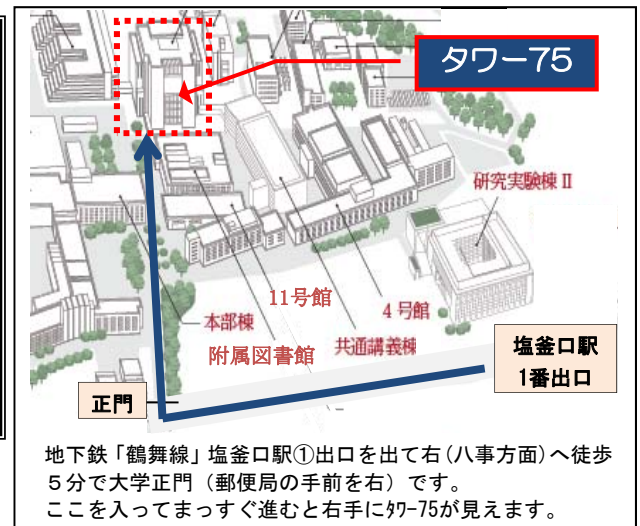 タワー75
研究実験棟Ⅱ
11号館
4号館
本部棟
共通講義棟
附属図書館
塩釜口駅
1番出口
正門
地下鉄「鶴舞線」塩釜口駅①出口を出て右(八事方面)へ徒歩
５分で大学正門（郵便局の手前を右）です。
ここを入ってまっすぐ進むと右手にﾀﾜｰ75が見えます。